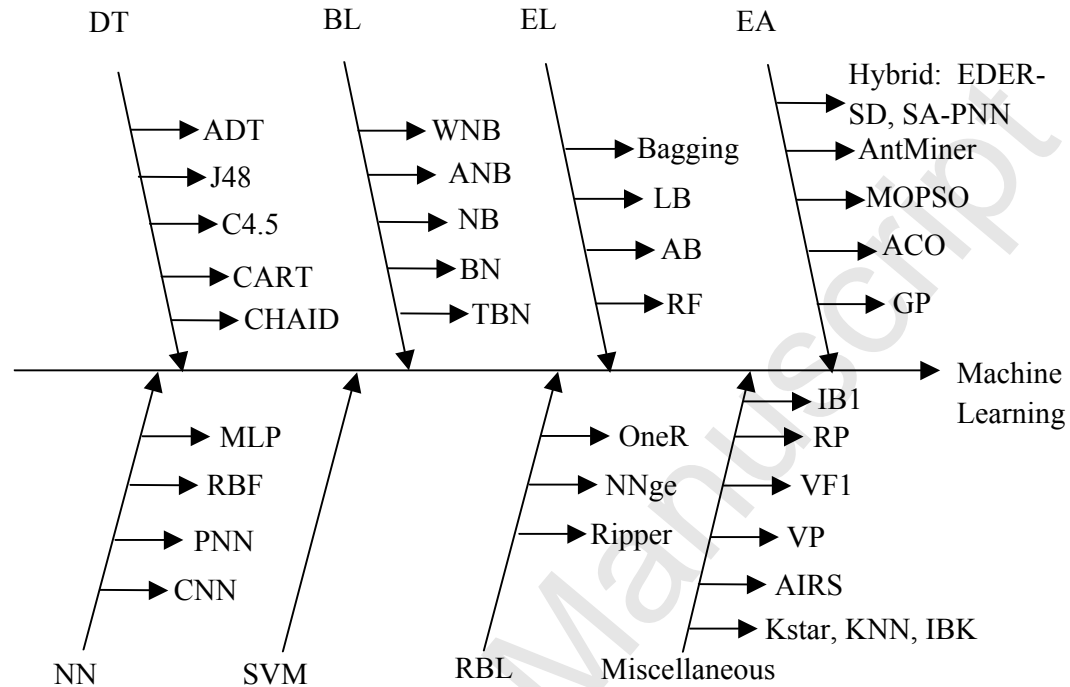 DT
BL
EL
EA
ADT
J48
C4.5
CART
CHAID
WNB
ANB
NB
BN
TBN
Bagging
LB
AB
RF
Hybrid: EDER-
SD, SA-PNN
AntMiner
MOPSO
ACO
GP
Machine
Learning
MLP
RBF
PNN
CNN
OneR
NNge
Ripper
IB1
RP
VF1
VP
AIRS
Kstar, KNN, IBK
NN
SVM
RBL
Miscellaneous
Manuscript